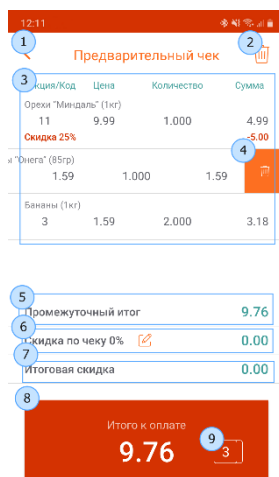 12:11
1
2
Предварительный чек
3
кция/Код Цена Количество Сумма
Орехи "Миндаль" (1кг)
11 9.99 1.000 4.99
Скидка 25% -5.00
4
ы "Онега" (85гр)
1.59 1.000 1.59
Бананы (1кг)
3 1.59 2.000 3.18
5
Промежуточный итог 9.76
6
Скидка по чеку 0% 0.00
7
Итоговая скидка 0.00
8
Итого к оплате
9
9.76 3